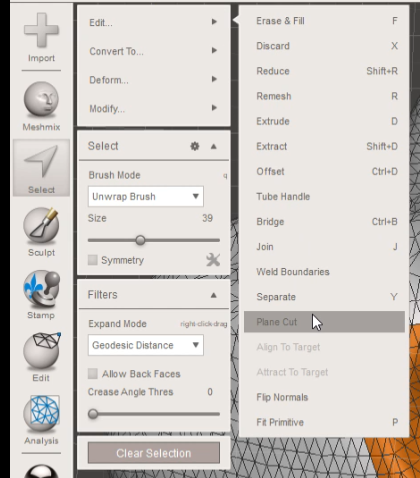 Import
Meshmix
Select
Sculpt
Stamp
Edit
Analysis
Edit...
Convert To...
Deform...
Modify...
Select
Brush Mode q
Unwrap Brush
Size 39
Symmetry
Filters
Expand Mode right-click drag
Geodesic Distance
Allow Back Faces
Crease Angle Thres 0
Clear Selection
Erase & Fill F
Discard X
Reduce Shift+R
Remesh R
Extrude D
Extract Shift+D
Offset Ctrl+D
Tube Handle
Bridge Ctrl+B
Join J
Weld Boundaries
Separate Y
Plane Cut
Align To Target
Attract To Target
Flip Normals
Fit Primitive P